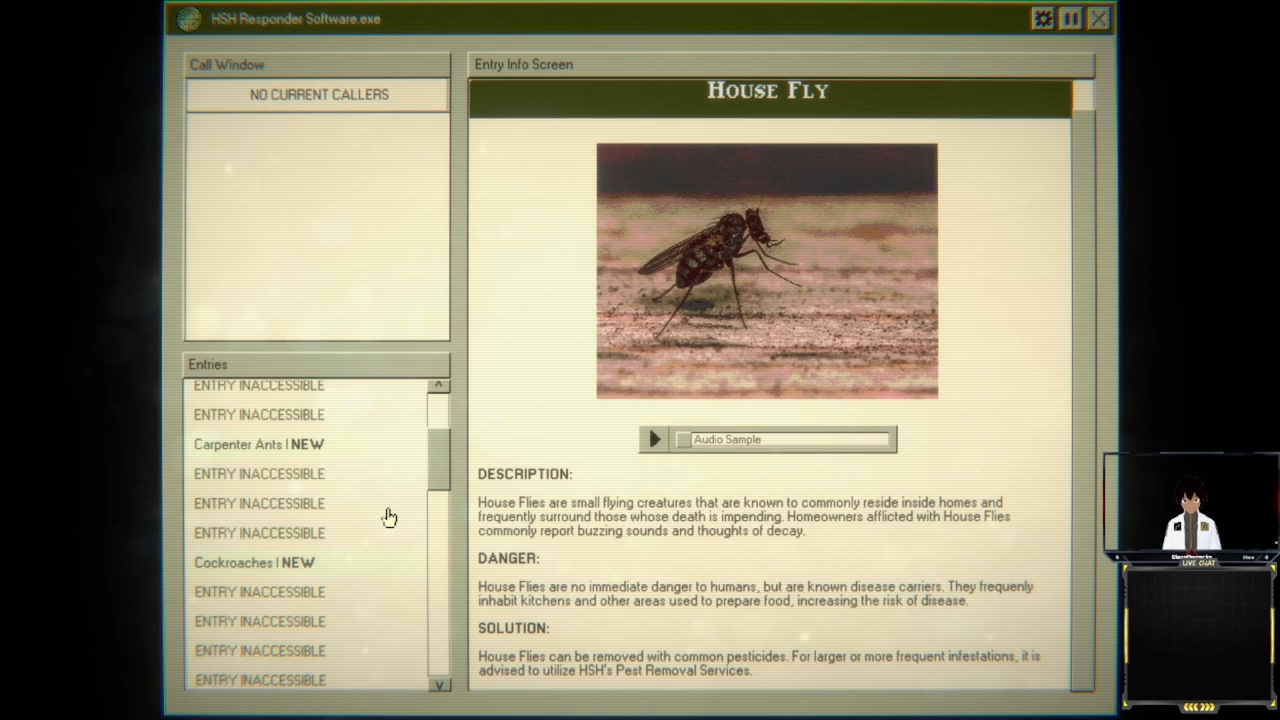 HSH Responder Software.exe
Call Window
NO CURRENT CALLERS
Entries
ENTRY INACCESSIBLE
ENTRY INACCESSIBLE
Carpenter Ants | NEW
ENTRY INACCESSIBLE
ENTRY INACCESSIBLE
ENTRY INACCESSIBLE
Cockroaches | NEW
ENTRY INACCESSIBLE
ENTRY INACCESSIBLE
ENTRY INACCESSIBLE
ENTRY INACCESSIBLE
Entry Info Screen
House Fly
Audio Sample
DESCRIPTION:
House Flies are small flying creatures that are known to commonly reside inside homes and
frequently surround those whose death is impending. Homeowners afflicted with House Flies
commonly report buzzing sounds and thoughts of decay.
DANGER:
House Flies are no immediate danger to humans, but are known disease carriers. They frequenly
inhabit kitchens and other areas used to prepare food, increasing the risk of disease.
SOLUTION:
House Flies can be removed with common pesticides. For larger or more frequent infestations, it is
advised to utilize HSH's Pest Removal Services.
LIVE CHAT